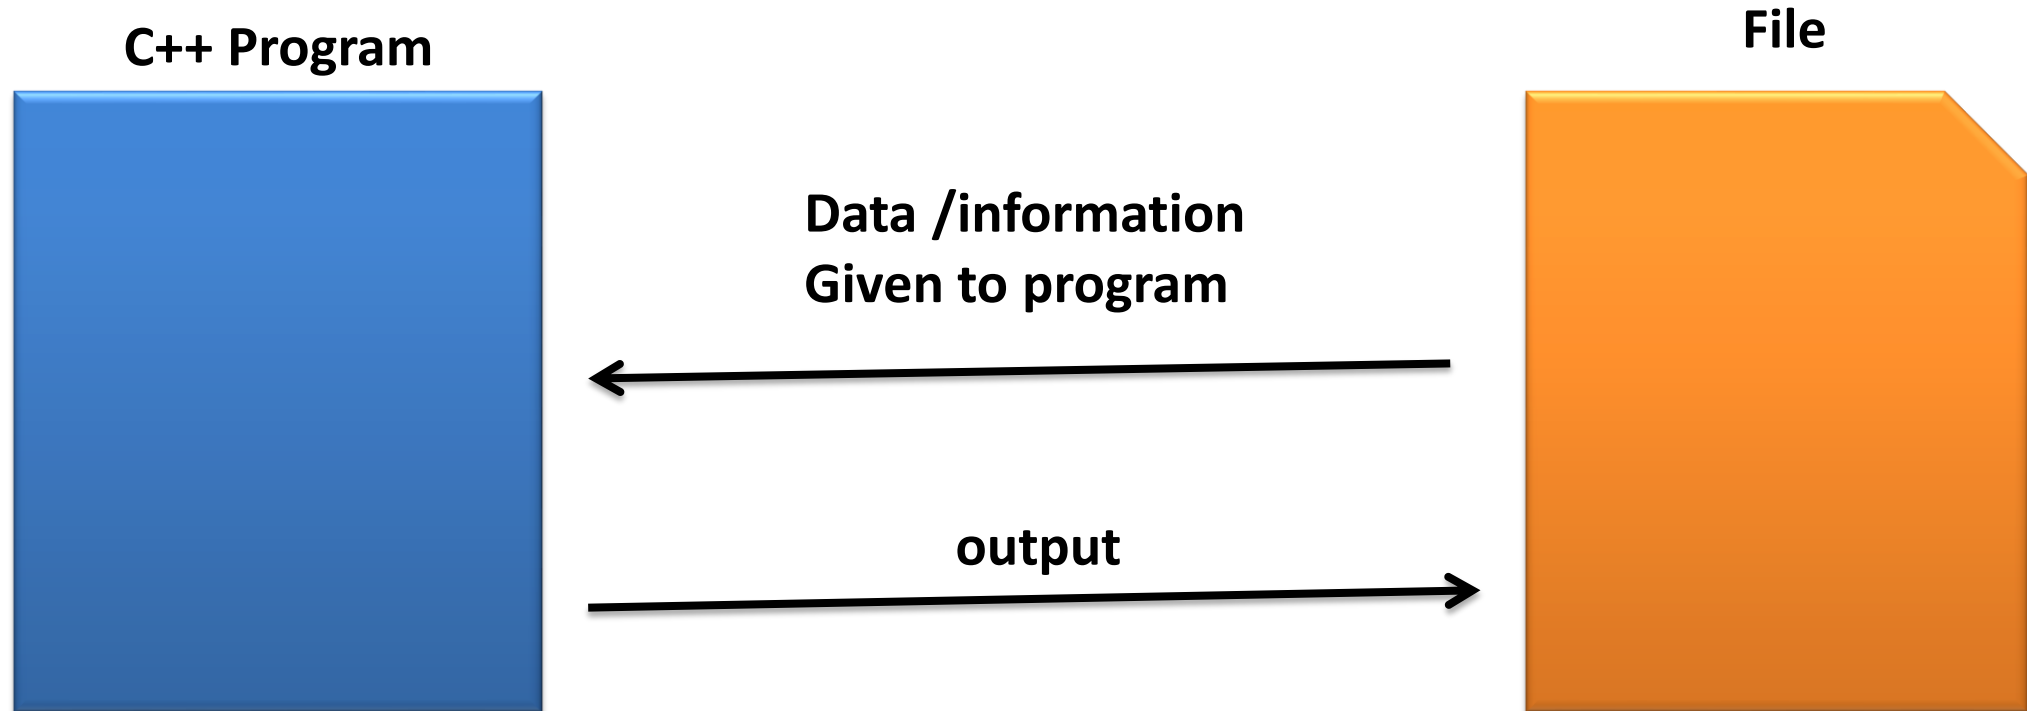 C++ Program
File
Data /information
Given to program
output